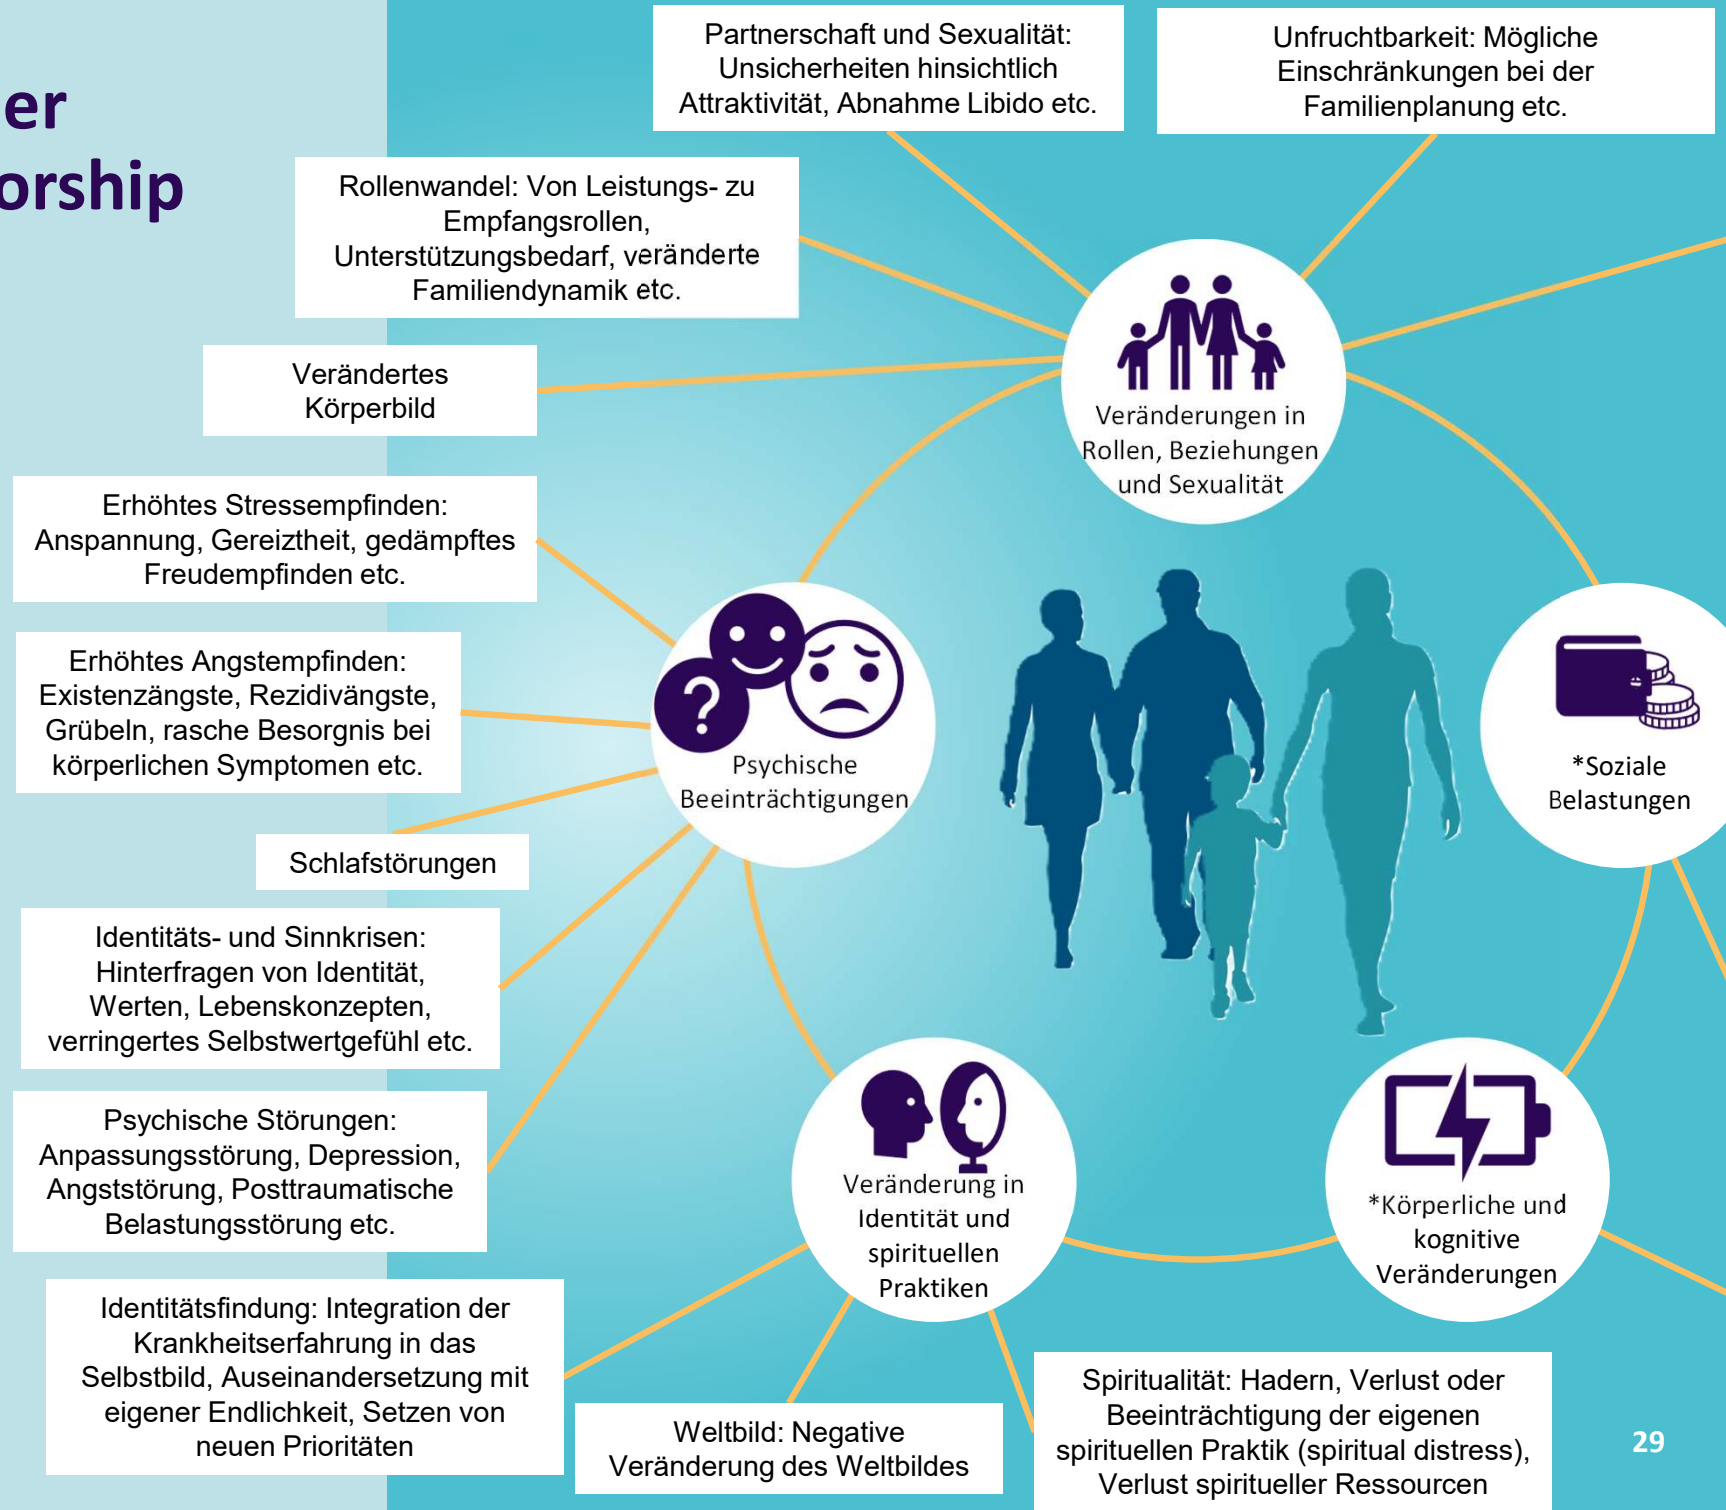 er
orship
Partnerschaft und Sexualität:
Unsicherheiten hinsichtlich
Attraktivität, Abnahme Libido etc.
Unfruchtbarkeit: Mögliche
Einschränkungen bei der
Familienplanung etc.
Rollenwandel: Von Leistungs- zu
Empfangsrollen,
Unterstützungsbedarf, veränderte
Familiendynamik etc.
Verändertes
Körperbild
Veränderungen in
Rollen, Beziehungen
und Sexualität
Erhöhtes Stressempfinden:
Anspannung, Gereiztheit, gedämpftes
Freudempfinden etc.
Erhöhtes Angstempfinden:
Existenzängste, Rezidivängste,
Grübeln, rasche Besorgnis bei
körperlichen Symptomen etc.
?
Psychische
Beeinträchtigungen
*Soziale
Belastungen
Schlafstörungen
Identitäts- und Sinnkrisen:
Hinterfragen von Identität,
Werten, Lebenskonzepten,
verringertes Selbstwertgefühl etc.
Psychische Störungen:
Anpassungsstörung, Depression,
Angststörung, Posttraumatische
Belastungsstörung etc.
Veränderung in
Identität und
spirituellen
Praktiken
*Körperliche und
kognitive
Veränderungen
Identitätsfindung: Integration der
Krankheitserfahrung in das
Selbstbild, Auseinandersetzung mit
eigener Endlichkeit, Setzen von
neuen Prioritäten
Weltbild: Negative
Veränderung des Weltbildes
Spiritualität: Hadern, Verlust oder
Beeinträchtigung der eigenen
spirituellen Praktik (spiritual distress),
Verlust spiritueller Ressourcen
29